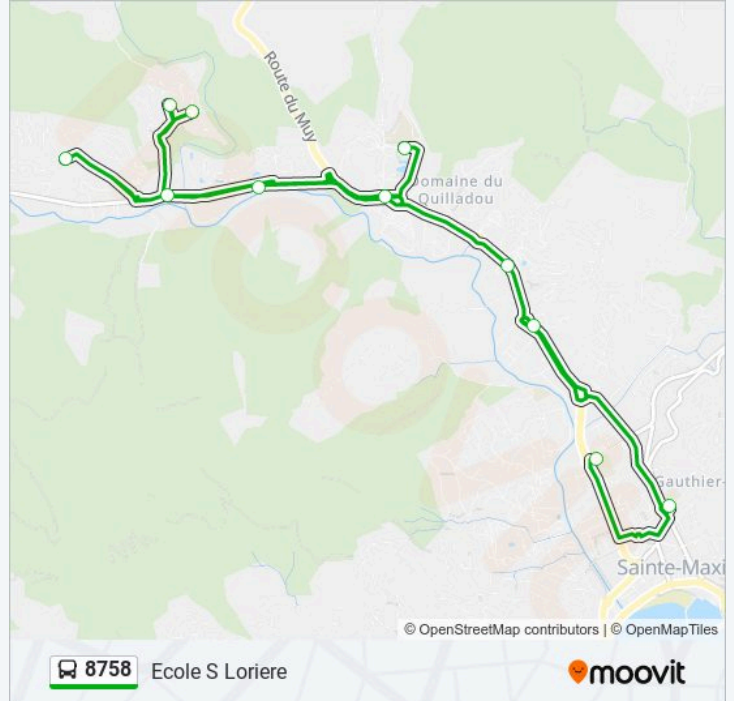 Route du Muy
Domaine du
Quilladou
Gauthier-
Sainte-Maxi
© OpenStreetMap contributors | © OpenMapTiles
8758 Ecole S Loriere
moovit